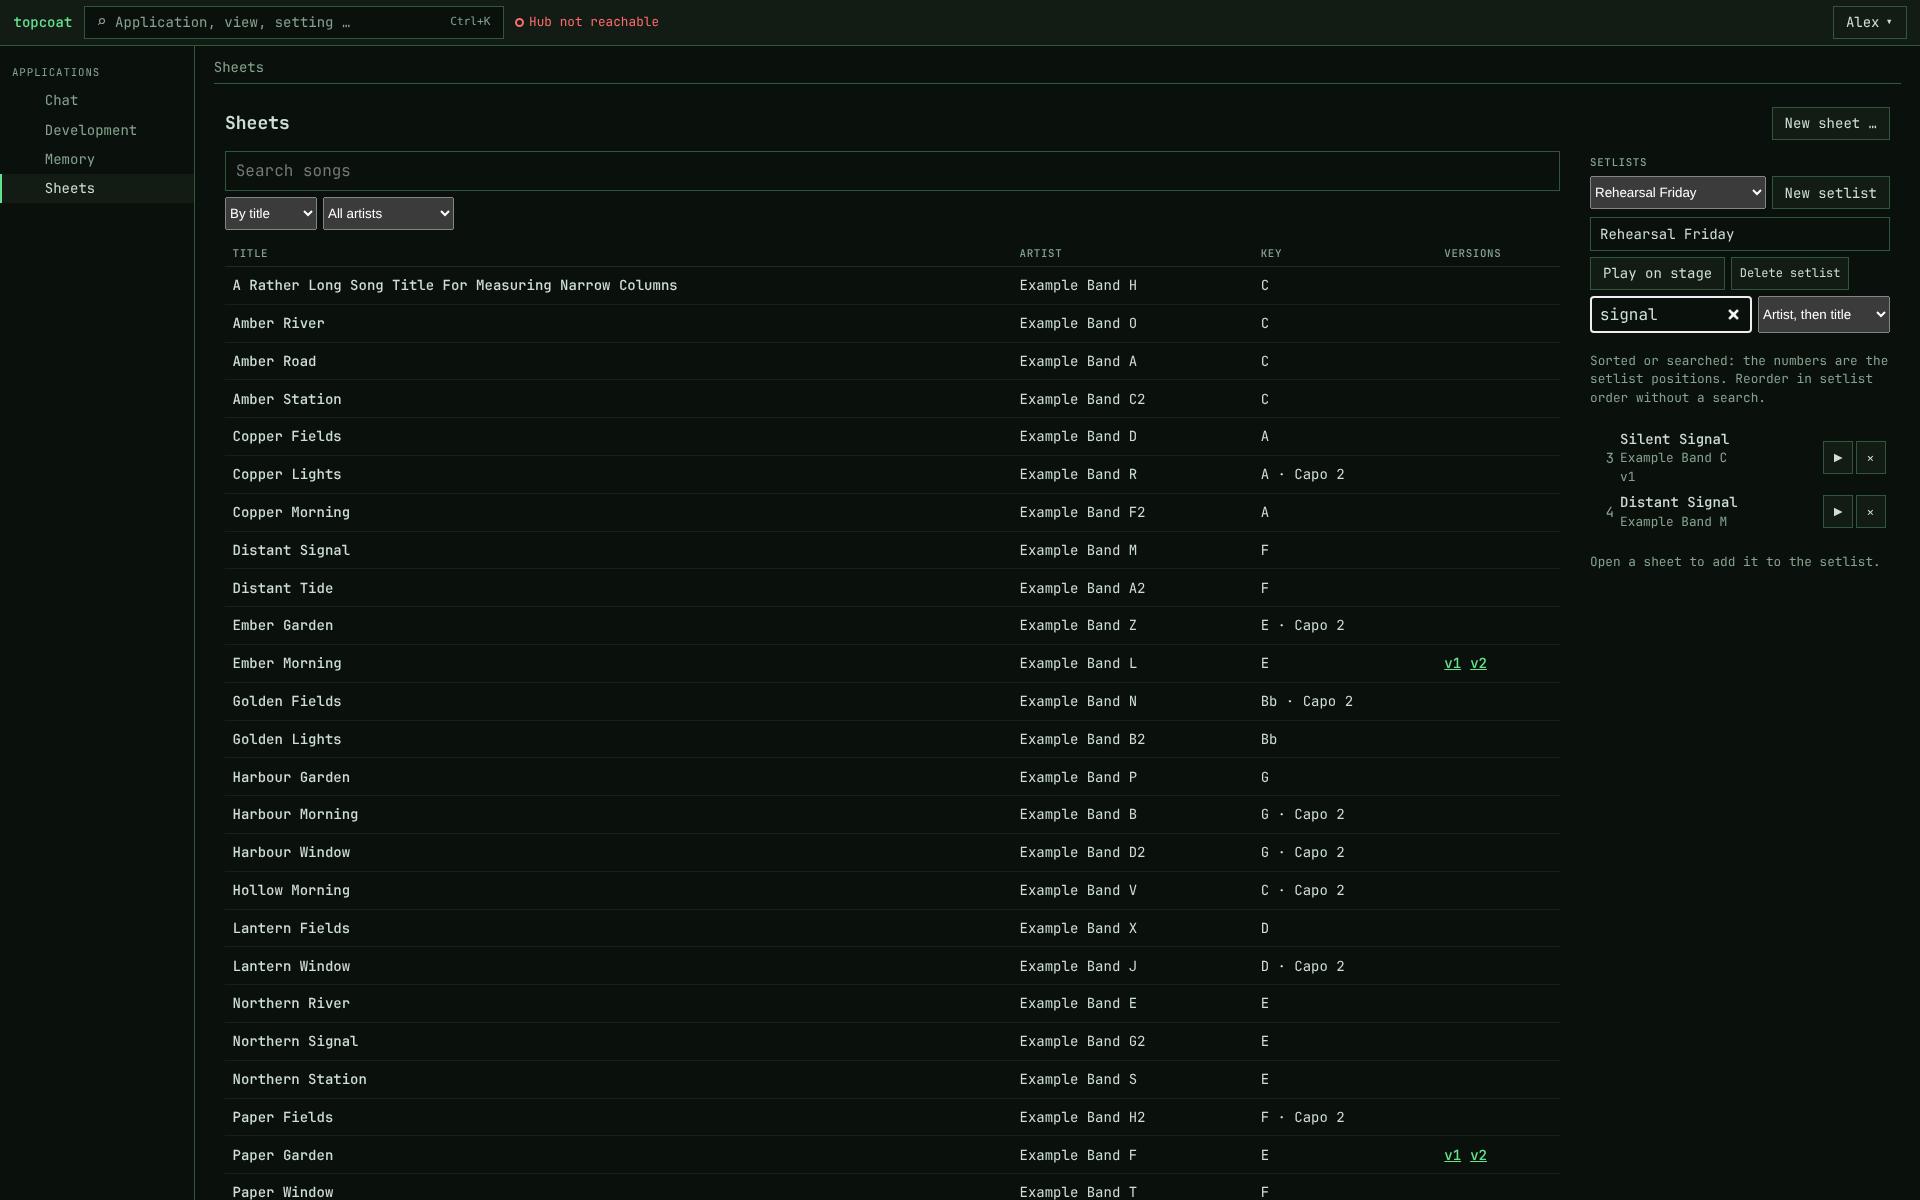 topcoat
Application, view, setting … Ctrl+K
Hub not reachable
Alex ▾
APPLICATIONS
Chat
Development
Memory
Sheets
Sheets
Sheets
New sheet …
Search songs
By title
All artists
TITLE ARTIST KEY VERSIONS
A Rather Long Song Title For Measuring Narrow Columns Example Band H C
Amber River Example Band O C
Amber Road Example Band A C
Amber Station Example Band C2 C
Copper Fields Example Band D A
Copper Lights Example Band R A · Capo 2
Copper Morning Example Band F2 A
Distant Signal Example Band M F
Distant Tide Example Band A2 F
Ember Garden Example Band Z E · Capo 2
Ember Morning Example Band L E v1 v2
Golden Fields Example Band N Bb · Capo 2
Golden Lights Example Band B2 Bb
Harbour Garden Example Band P G
Harbour Morning Example Band B G · Capo 2
Harbour Window Example Band D2 G · Capo 2
Hollow Morning Example Band V C · Capo 2
Lantern Fields Example Band X D
Lantern Window Example Band J D · Capo 2
Northern River Example Band E E
Northern Signal Example Band G2 E
Northern Station Example Band S E
Paper Fields Example Band H2 F · Capo 2
Paper Garden Example Band F E v1 v2
Paper Window Example Band T F
SETLISTS
Rehearsal Friday
New setlist
Rehearsal Friday
Play on stage
Delete setlist
signal
Artist, then title
Sorted or searched: the numbers are the
setlist positions. Reorder in setlist
order without a search.
3 Silent Signal
Example Band C
v1
▶ ×
4 Distant Signal
Example Band M
▶ ×
Open a sheet to add it to the setlist.